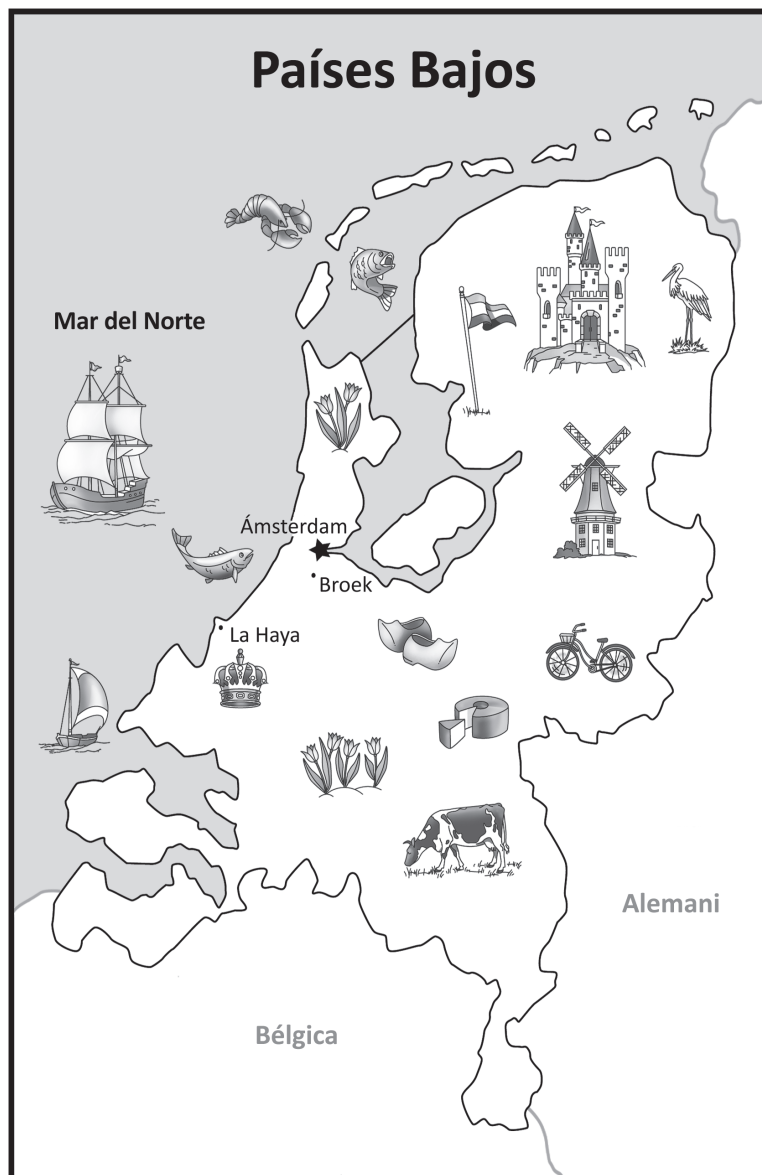 Países Bajos
Mar del Norte
Ámsterdam
Broek
La Haya
Alemani
Bélgica